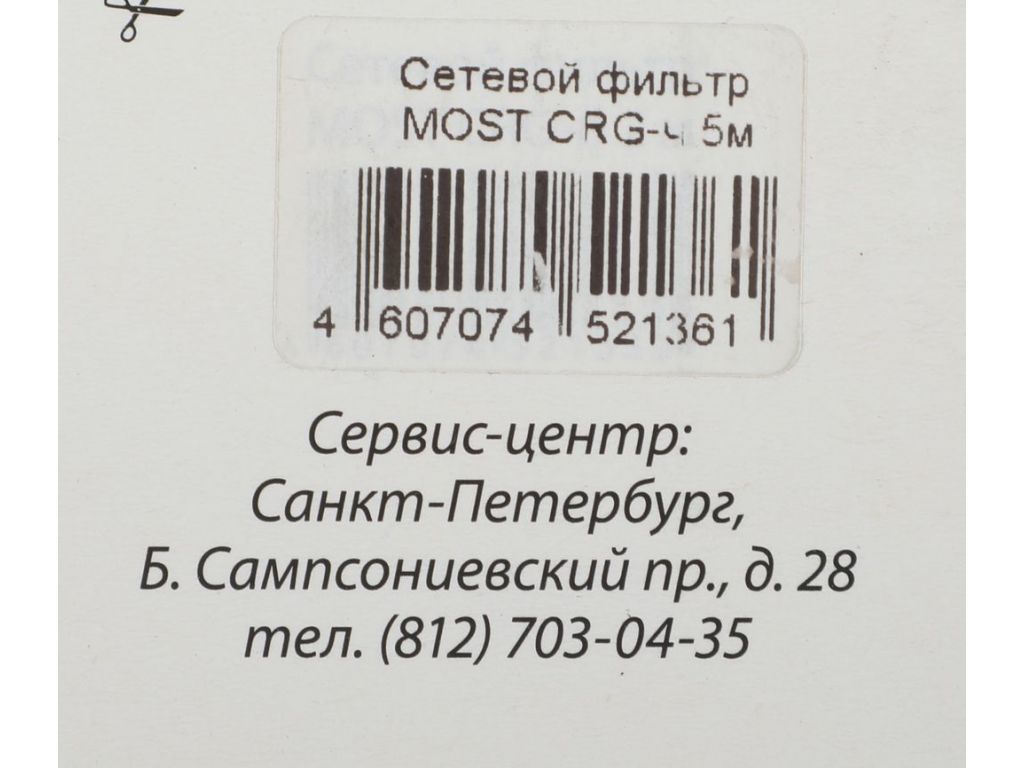 Сетевой фильтр
MOST CRG-ч 5м
4 607074 521361
Сервис-центр:
Санкт-Петербург,
Б. Сампсониевский пр., д. 28
тел. (812) 703-04-35